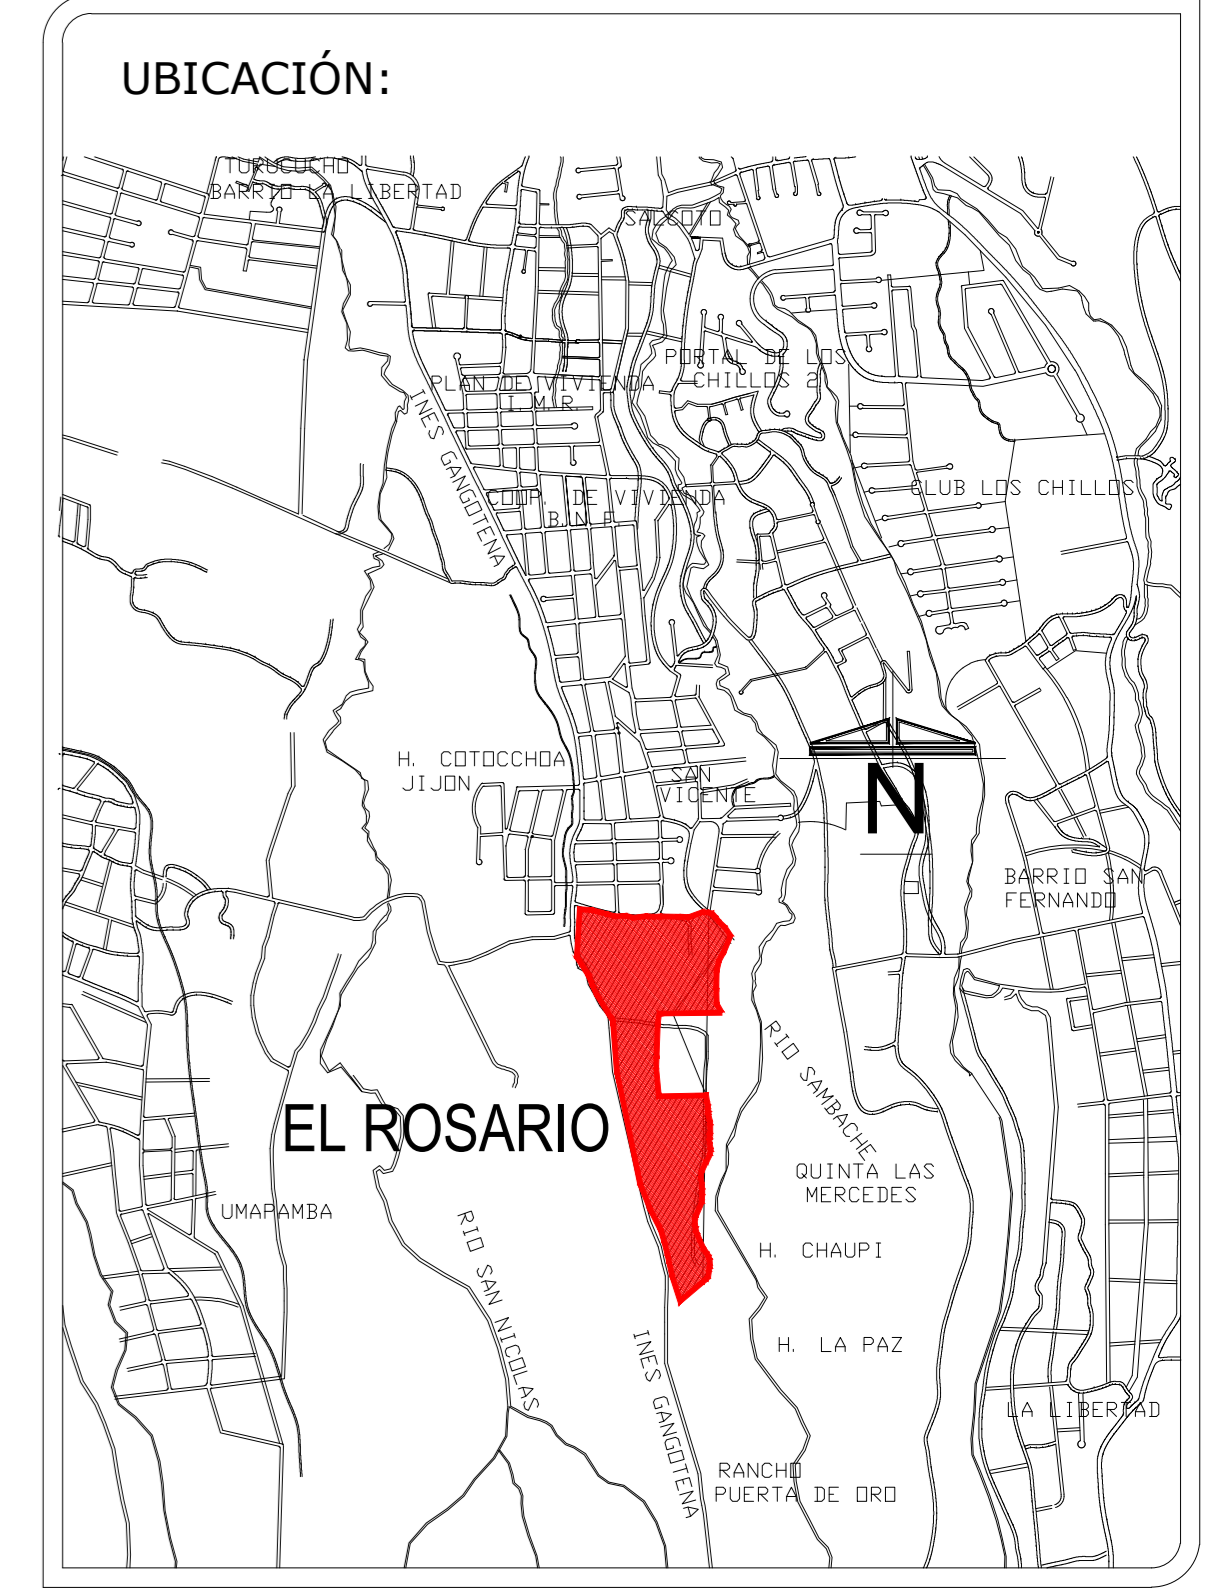 UBICACIÓN:
TURUCUCHO
BARRIO LA LIBERTAD
SALCOTO
PORTAL DE LOS
CHILLOS 2
PLAN DE VIVIENDA
I.M.R.
INES GANGOTENA
COOP. DE VIVIENDA
B.N.F.
CLUB LOS CHILLOS
H. COTOCCHOA
JIJON
SAN
VICENTE
N
BARRIO SAN
FERNANDO
RIO SAMBACHE
EL ROSARIO
QUINTA LAS
MERCEDES
UMAPAMBA
RIO SAN NICOLAS
H. CHAUPI
INES GANGOTENA
H. LA PAZ
LA LIBERTAD
RANCHO
PUERTA DE ORO